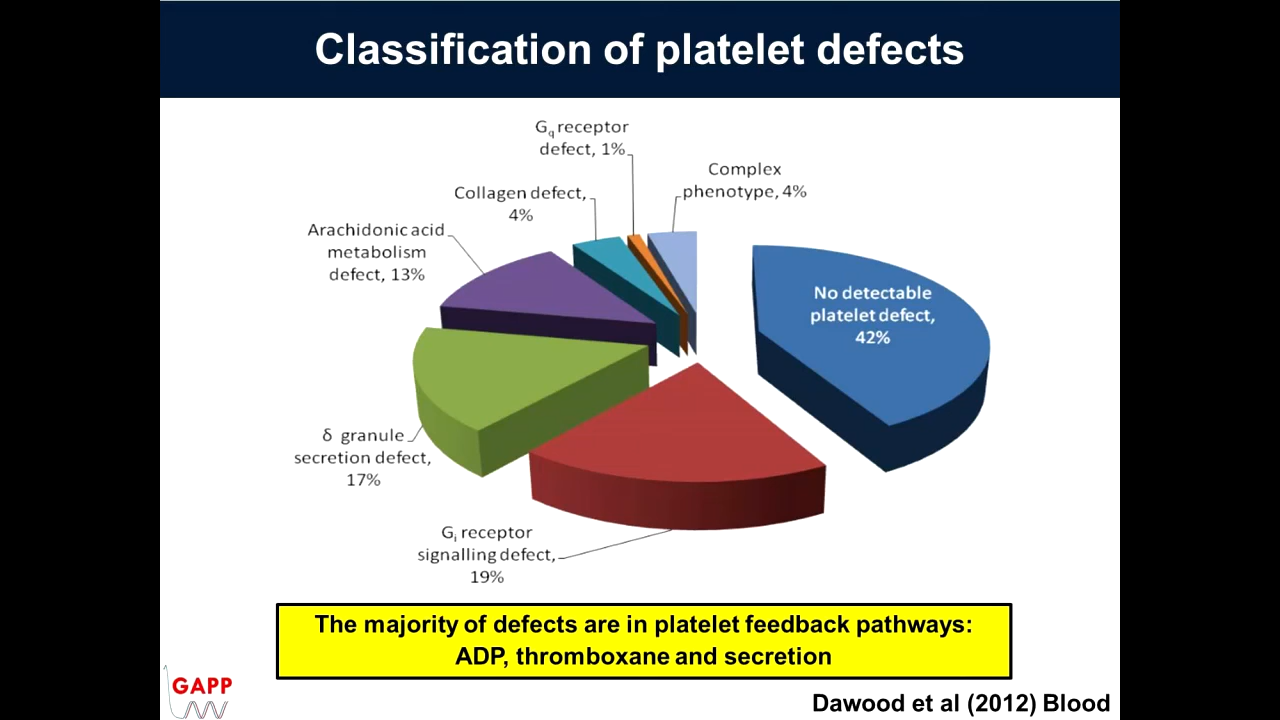 Classification of platelet defects
Gq receptor
defect, 1%
Complex
phenotype, 4%
Collagen defect,
4%
Arachidonic acid
metabolism
defect, 13%
No detectable
platelet defect,
42%
δ granule
secretion defect,
17%
Gi receptor
signalling defect,
19%
The majority of defects are in platelet feedback pathways:
ADP, thromboxane and secretion
GAPP
Dawood et al (2012) Blood